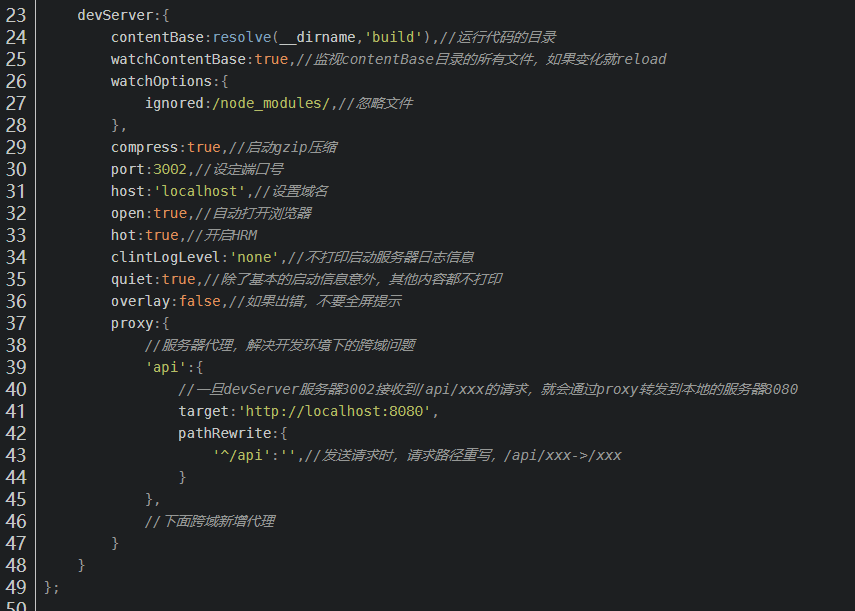 23 devServer:{
24 contentBase:resolve(__dirname,'build'),//运行代码的目录
25 watchContentBase:true,//监视contentBase目录的所有文件，如果变化就reload
26 watchOptions:{
27 ignored:/node_modules/,//忽略文件
28 },
29 compress:true,//启动gzip压缩
30 port:3002,//设定端口号
31 host:'localhost',//设置域名
32 open:true,//自动打开浏览器
33 hot:true,//开启HRM
34 clintLogLevel:'none',//不打印启动服务器日志信息
35 quiet:true,//除了基本的启动信息意外，其他内容都不打印
36 overlay:false,//如果出错，不要全屏提示
37 proxy:{
38 //服务器代理，解决开发环境下的跨域问题
39 'api':{
40 //一旦devServer服务器3002接收到/api/xxx的请求，就会通过proxy转发到本地的服务器8080
41 target:'http://localhost:8080',
42 pathRewrite:{
43 '^/api':'',//发送请求时，请求路径重写，/api/xxx->/xxx
44 }
45 },
46 //下面跨域新增代理
47 }
48 }
49 };
50